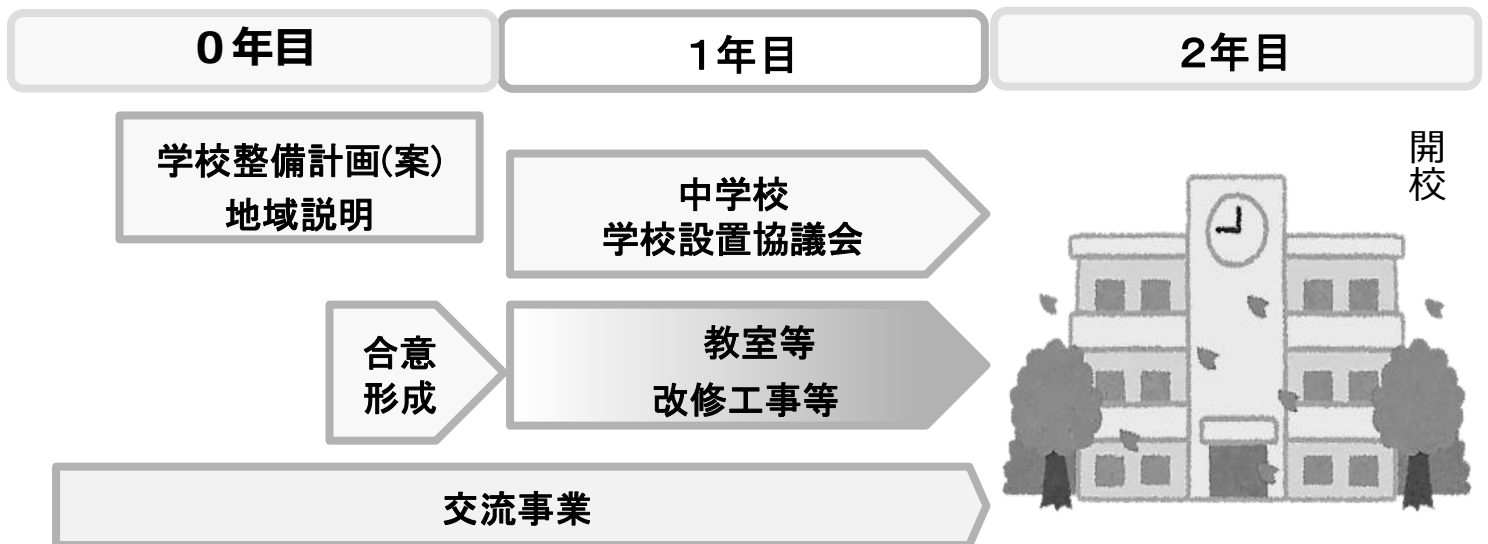 ０年目
１年目
２年目
学校整備計画(案)
地域説明
中学校
学校設置協議会
開校
合意
形成
教室等
改修工事等
交流事業